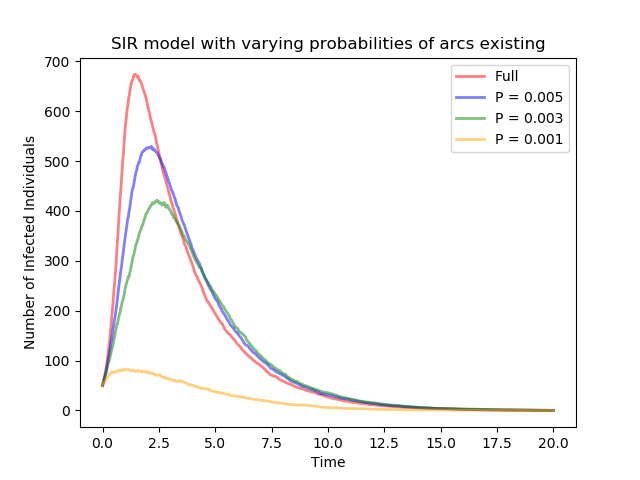 SIR model with varying probabilities of arcs existing
Full
P = 0.005
P = 0.003
P = 0.001
Number of Infected Individuals
700
600
500
400
300
200
100
0
0.0 2.5 5.0 7.5 10.0 12.5 15.0 17.5 20.0
Time